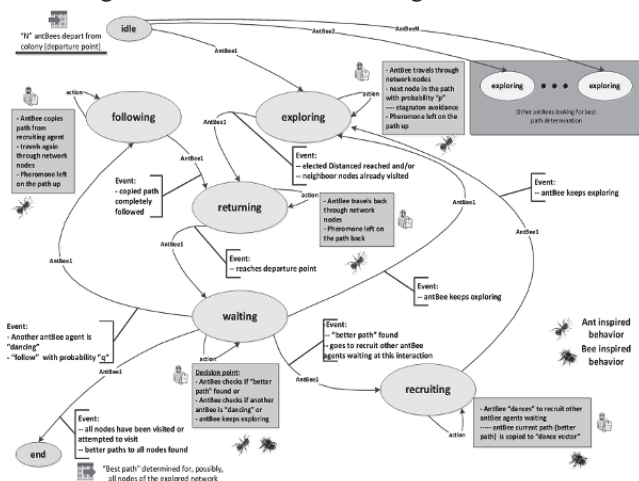 "N" antBees depart from
colony (departure point)
idle
AntBee1
AntBee2
AntBeeN
- AntBee travels through
network nodes
- next node in the path
with probability "p"
---- stagnaton avoidance
- Pheromone left on the
path up
exploring
exploring
Other antBees looking for best
path determination
action
following
- AntBee copies
path from
recruiting agent
- travels again
through network
nodes
- Pheromone left
on the path up
exploring
action
AntBee1
AntBee1
Event:
- copied path
completely
followed
Event:
-- elected Distanced reached and/or
-- neighbor nodes already visited
Event:
-- antBee keeps exploring
returning
action
- AntBee travels back
through network
nodes
- Pheromone left on
the path back
AntBee1
AntBee1
AntBee1
AntBee1
Event:
-- reaches departure point
Event:
-- antBee keeps exploring
waiting
Event:
- Another antBee agent is
"dancing"
- "follow" with probability "q"
Event:
-- "better path" found
-- goes to recruit other antBee
agents waiting at this interaction
Ant inspired
behavior
Bee inspired
behavior
action
AntBee1
AntBee1
Decision point:
- AntBee checks if "better
path" found or
- AntBee checks if another
antBee is "dancing" or
- antBee keeps exploring
recruiting
action
- AntBee "dances" to recruit other
antBee agents waiting
----- antBee current path (better
path) is copied to "dance vector"
Event:
-- all nodes have been visited or
attempted to visit
-- better paths to all nodes found
end
"Best path" determined for, possibly,
all nodes of the explored network